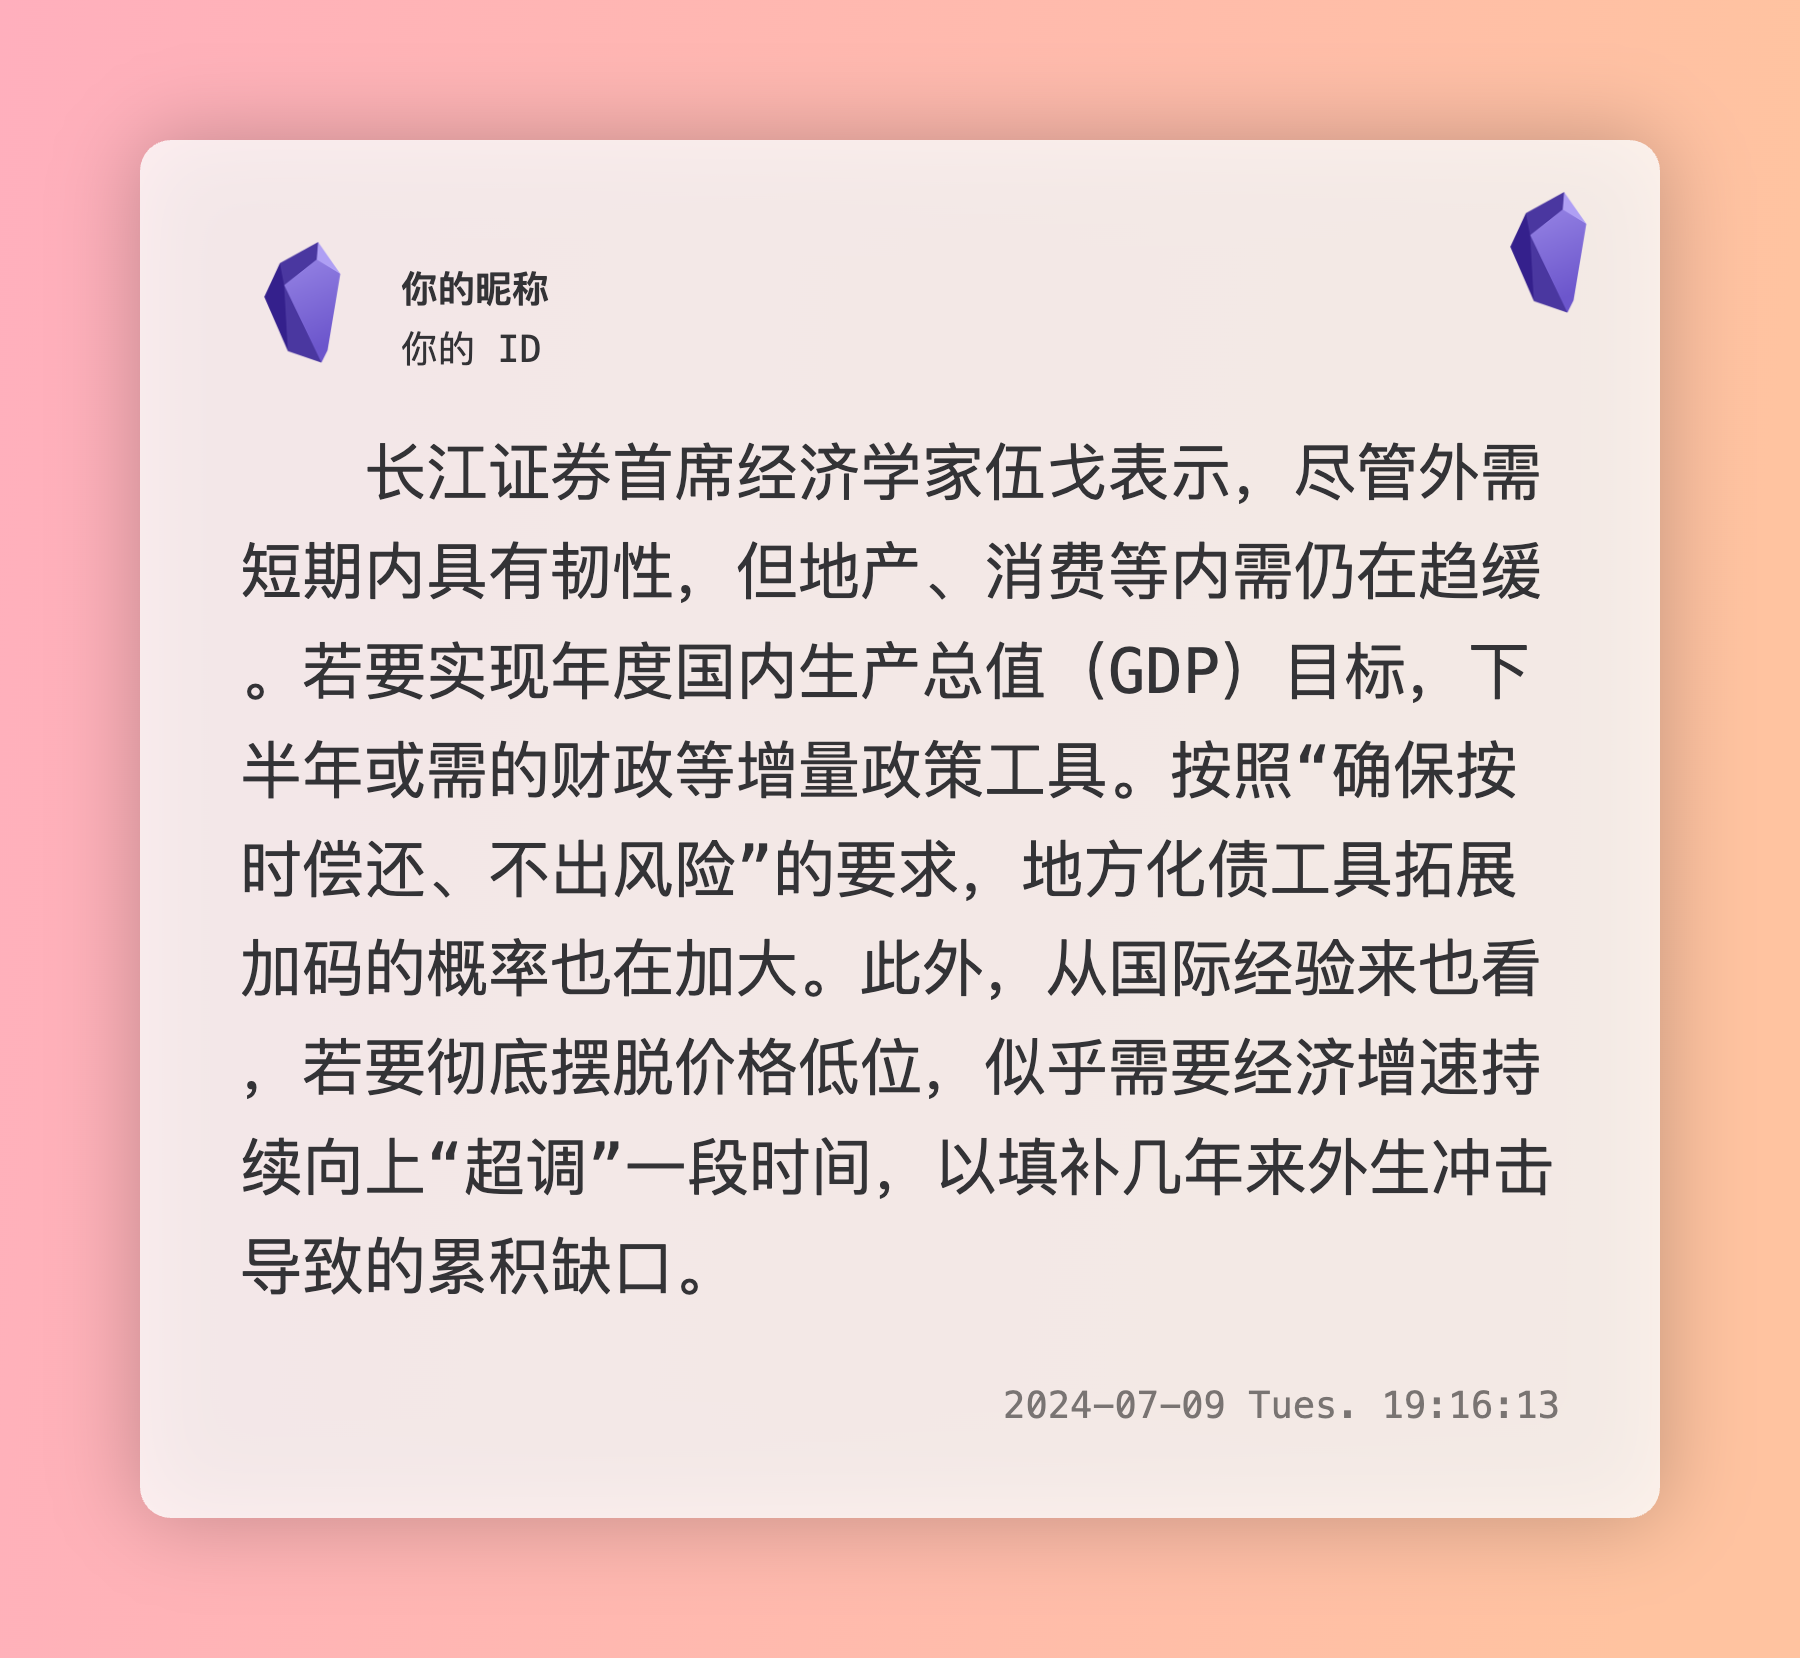 你的昵称
你的 ID
长江证券首席经济学家伍戈表示，尽管外需
短期内具有韧性，但地产、消费等内需仍在趋缓
。若要实现年度国内生产总值（GDP）目标，下
半年或需的财政等增量政策工具。按照“确保按
时偿还、不出风险”的要求，地方化债工具拓展
加码的概率也在加大。此外，从国际经验来也看
，若要彻底摆脱价格低位，似乎需要经济增速持
续向上“超调”一段时间，以填补几年来外生冲击
导致的累积缺口。
2024-07-09 Tues. 19:16:13